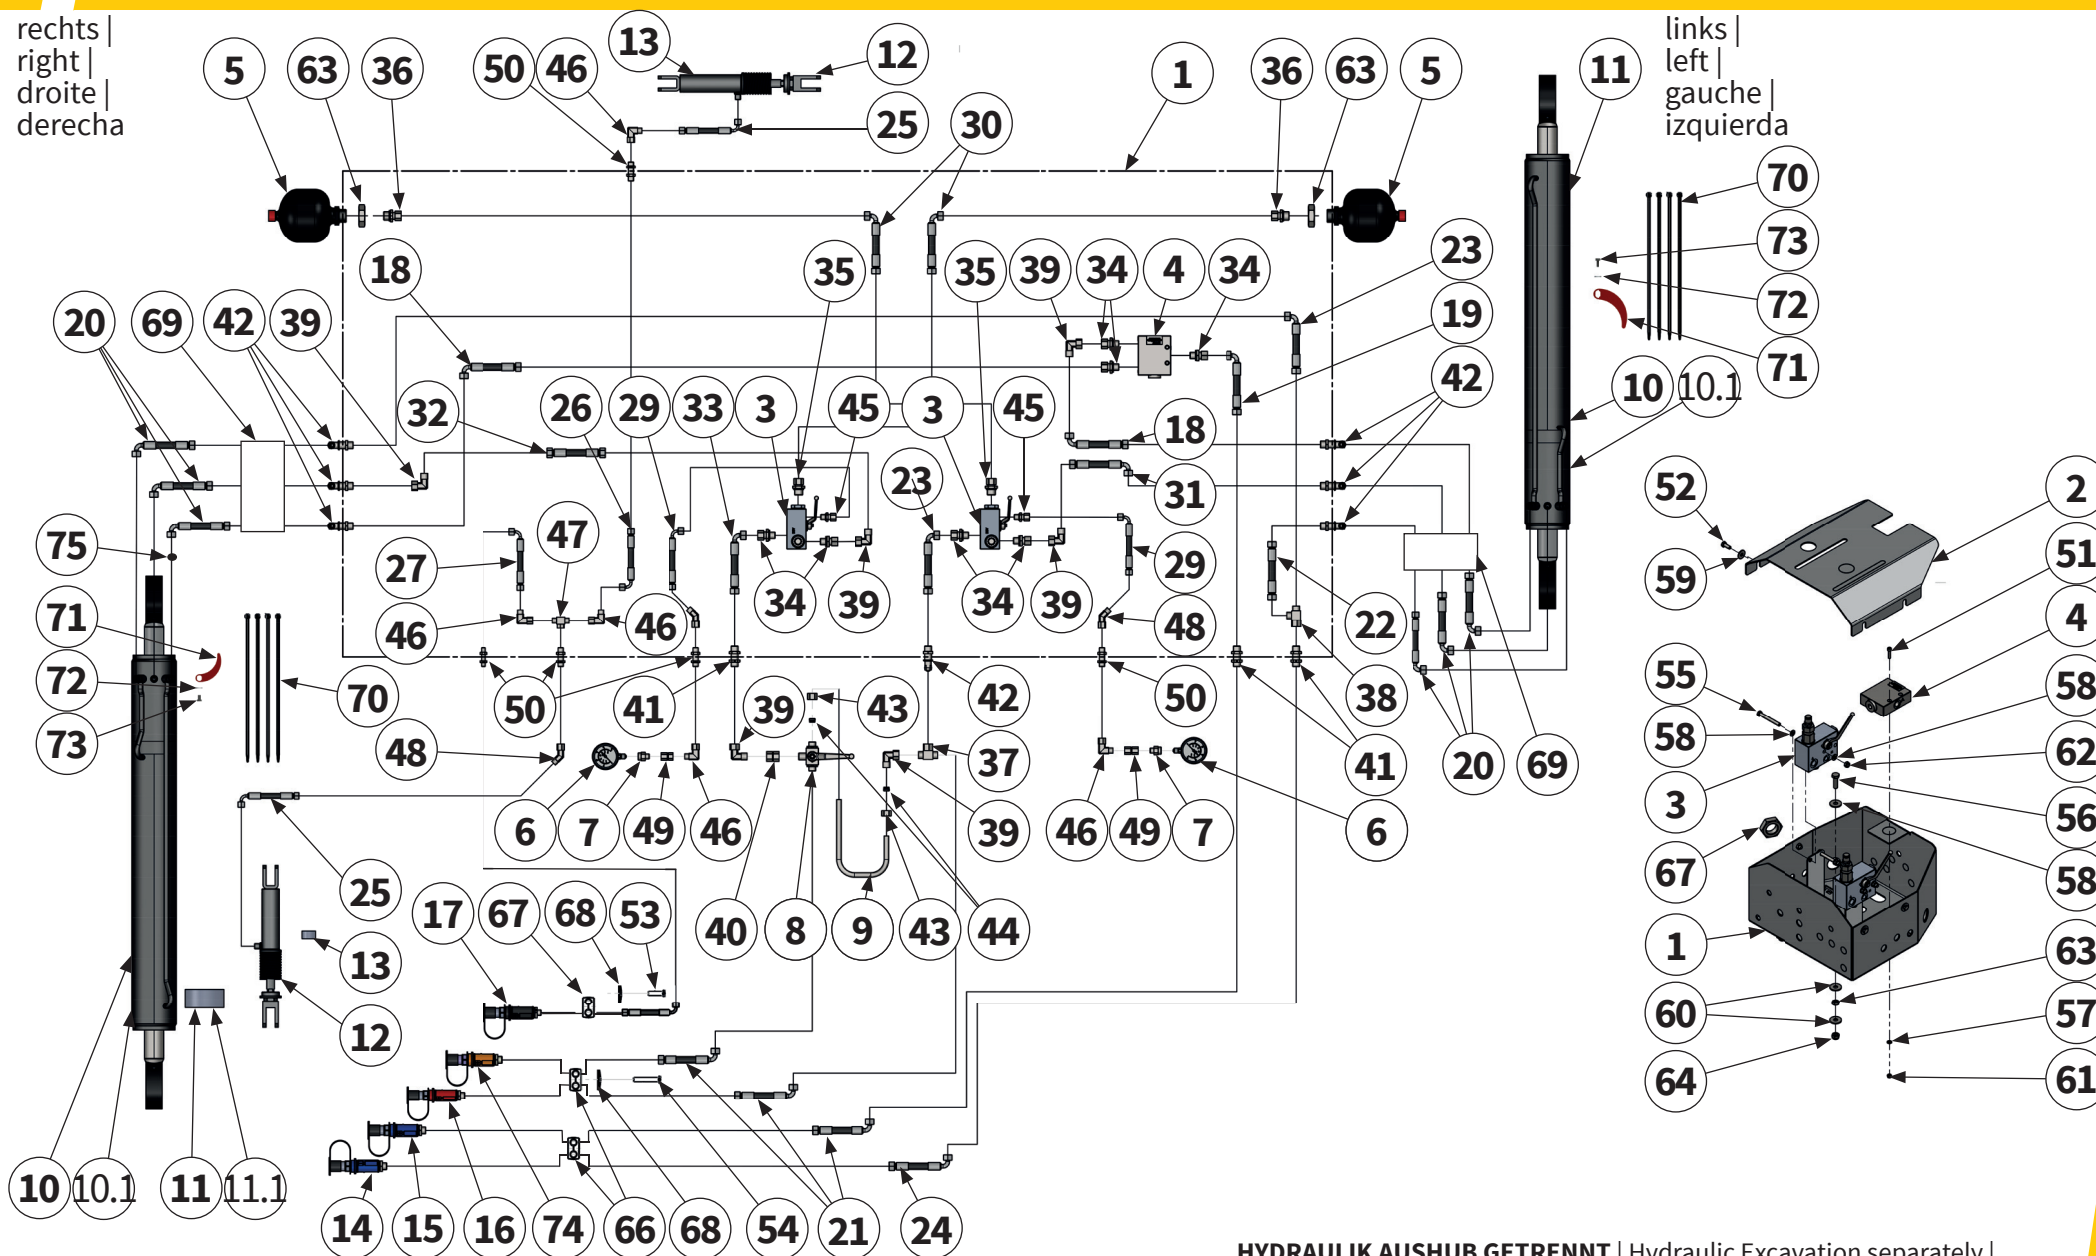 rechts |
right |
droite |
derecha
links |
left |
gauche |
izquierda
5 63 36 50 46 13 12 1 36 63 5 11
25 30 70
73
18 35 35 39 34 4 34 23
72
20 69 42 39 19
71
32 26 29 33 3 45 3 45 18 42 10 10.1
23 31 52 2
75 47 51
27 29 59
34 39 34 39
71 46 46 48 22 4
55 58
72 70 50 41 39 43 42 50 38
73 48 37 58 62
41 20 69
3 56
6 7 49 46 39 46 49 7 6
67 58
25 17 67 68 53 40 8 9 43 44
1 63
13
60 57
12
64 61
10 10.1 11 11.1
14 15 16 74 66 68 54 21 24
HYDRAULIK AUSHUB GETRENNT | Hydraulic Excavation separately |